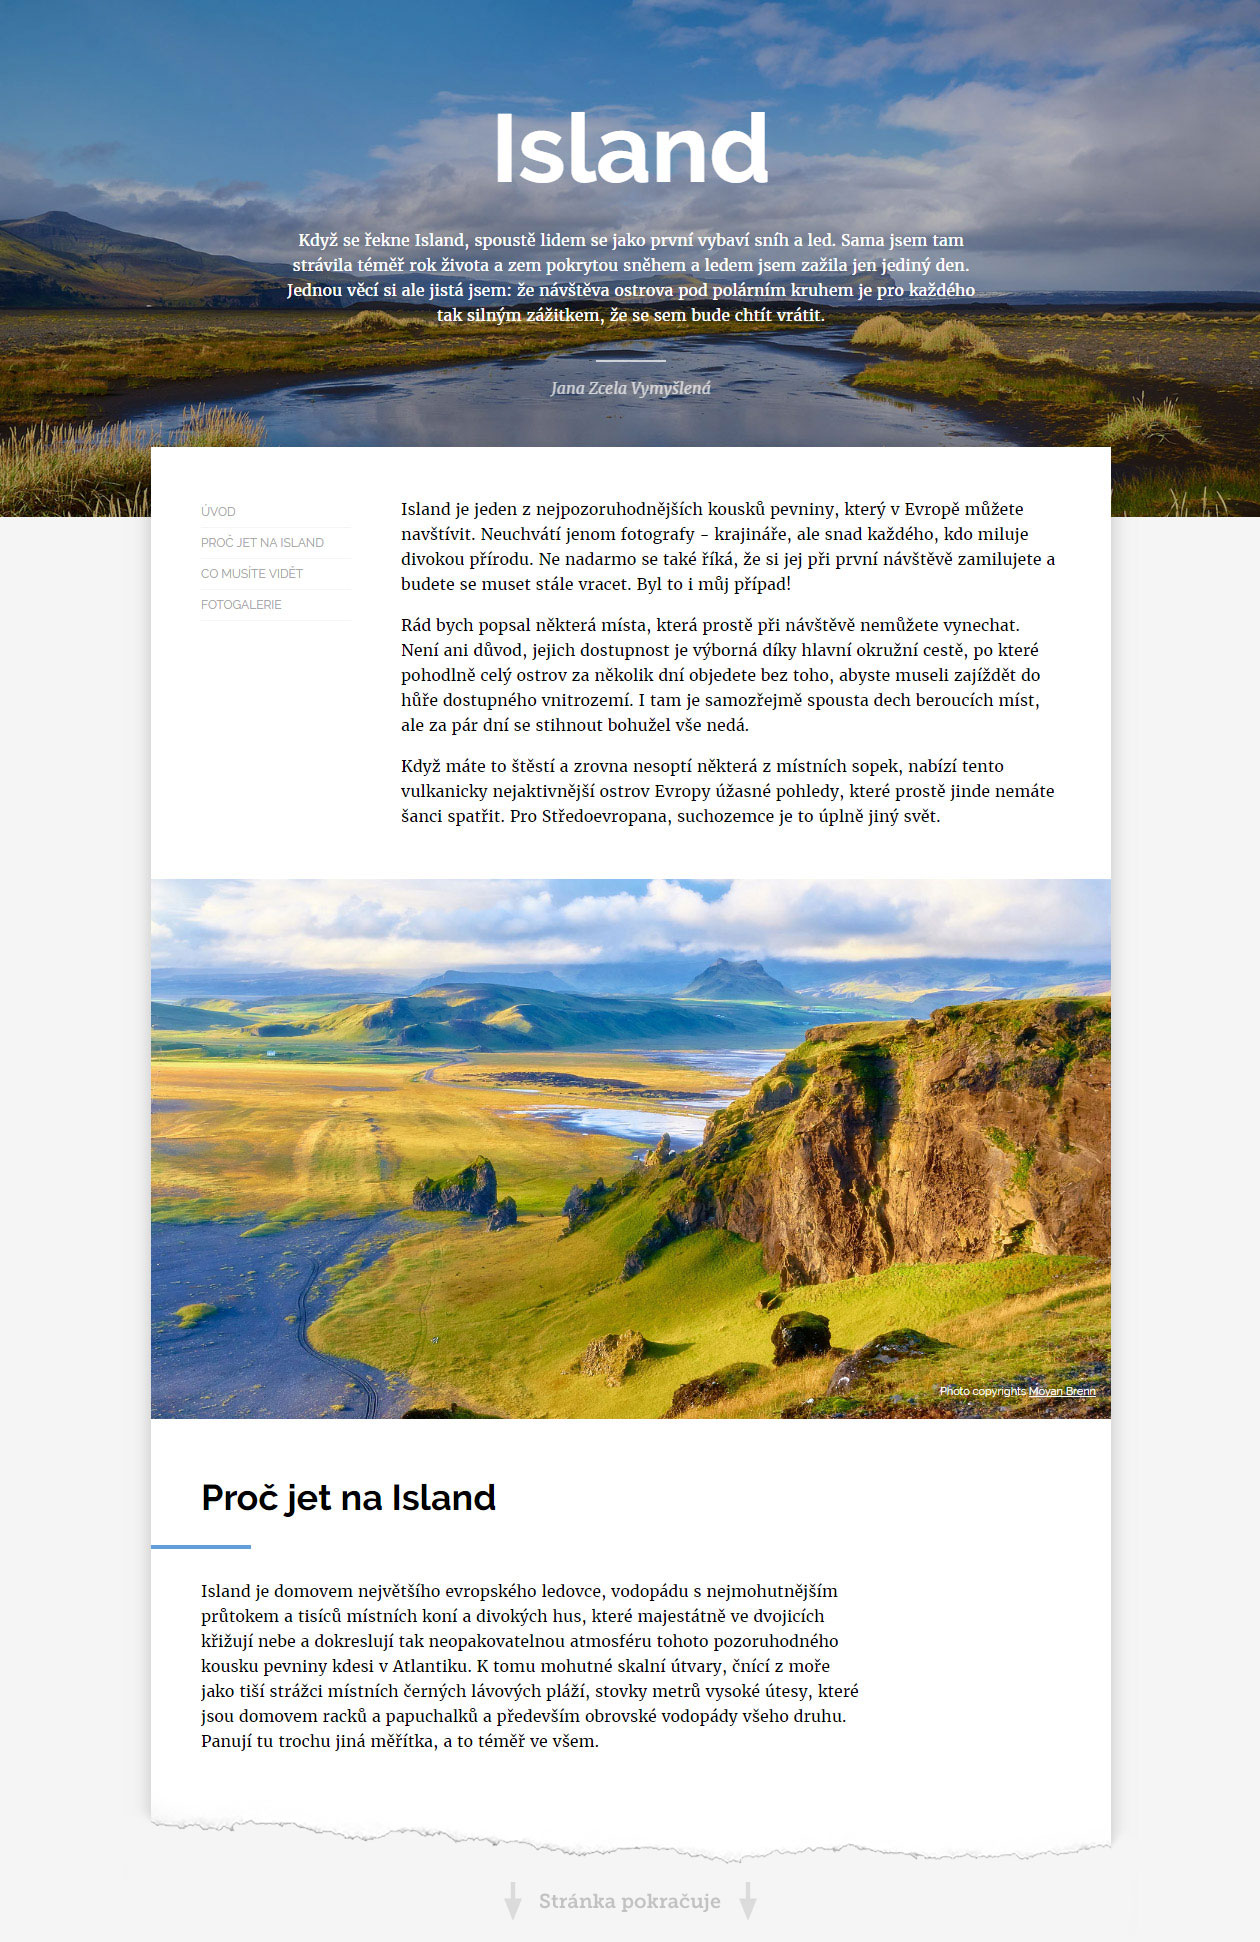 Island
Když se řekne Island, spoustě lidem se jako první vybaví sníh a led. Sama jsem tam
strávila téměř rok života a zem pokrytou sněhem a ledem jsem zažila jen jediný den.
Jednou věcí si ale jistá jsem: že návštěva ostrova pod polárním kruhem je pro každého
tak silným zážitkem, že se sem bude chtít vrátit.
Jana Zcela Vymyšlená
ÚVOD
PROČ JET NA ISLAND
CO MUSÍTE VIDĚT
FOTOGALERIE
Island je jeden z nejpozoruhodnějších kousků pevniny, který v Evropě můžete
navštívit. Neuchvátí jenom fotografy - krajináře, ale snad každého, kdo miluje
divokou přírodu. Ne nadarmo se také říká, že si jej při první návštěvě zamilujete a
budete se muset stále vracet. Byl to i můj případ!
Rád bych popsal některá místa, která prostě při návštěvě nemůžete vynechat.
Není ani důvod, jejich dostupnost je výborná díky hlavní okružní cestě, po které
pohodlně celý ostrov za několik dní objedete bez toho, abyste museli zajíždět do
hůře dostupného vnitrozemí. I tam je samozřejmě spousta dech beroucích míst,
ale za pár dní se stihnout bohužel vše nedá.
Když máte to štěstí a zrovna nesoptí některá z místních sopek, nabízí tento
vulkanicky nejaktivnější ostrov Evropy úžasné pohledy, které prostě jinde nemáte
šanci spatřit. Pro Středoevropana, suchozemce je to úplně jiný svět.
Photo copyrights Moyan Brenn
Proč jet na Island
Island je domovem největšího evropského ledovce, vodopádu s nejmohutnějším
průtokem a tisíců místních koní a divokých hus, které majestátně ve dvojicích
křižují nebe a dokreslují tak neopakovatelnou atmosféru tohoto pozoruhodného
kousku pevniny kdesi v Atlantiku. K tomu mohutné skalní útvary, čnící z moře
jako tiší strážci místních černých lávových pláží, stovky metrů vysoké útesy, které
jsou domovem racků a papuchalků a především obrovské vodopády všeho druhu.
Panují tu trochu jiná měřítka, a to téměř ve všem.
Stránka pokračuje